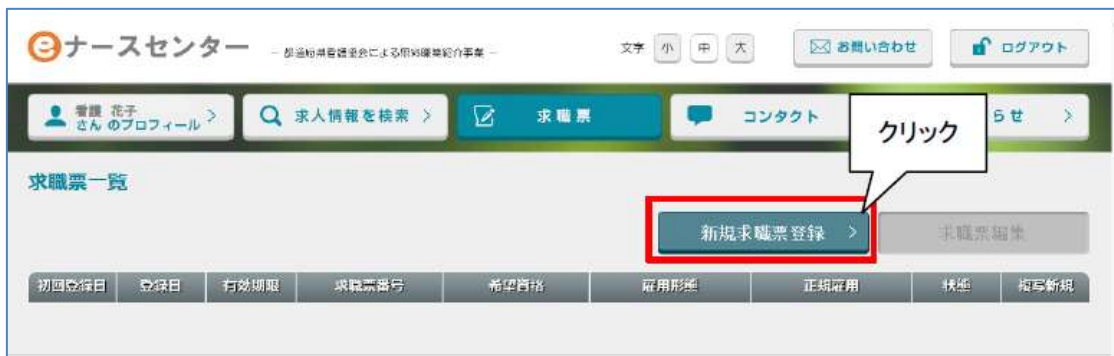 eナースセンター － 都道府県看護協会による無料職業紹介事業 － 文字 小 中 大 お問い合わせ ログアウト
看護 花子
さん のプロフィール > 求人情報を検索 > 求職票 コンタクト らせ >
クリック
求職票一覧
新規求職票登録 > 求職票編集
初回登録日 登録日 有効期限 求職票番号 希望資格 雇用形態 正規雇用 状態 複写新規